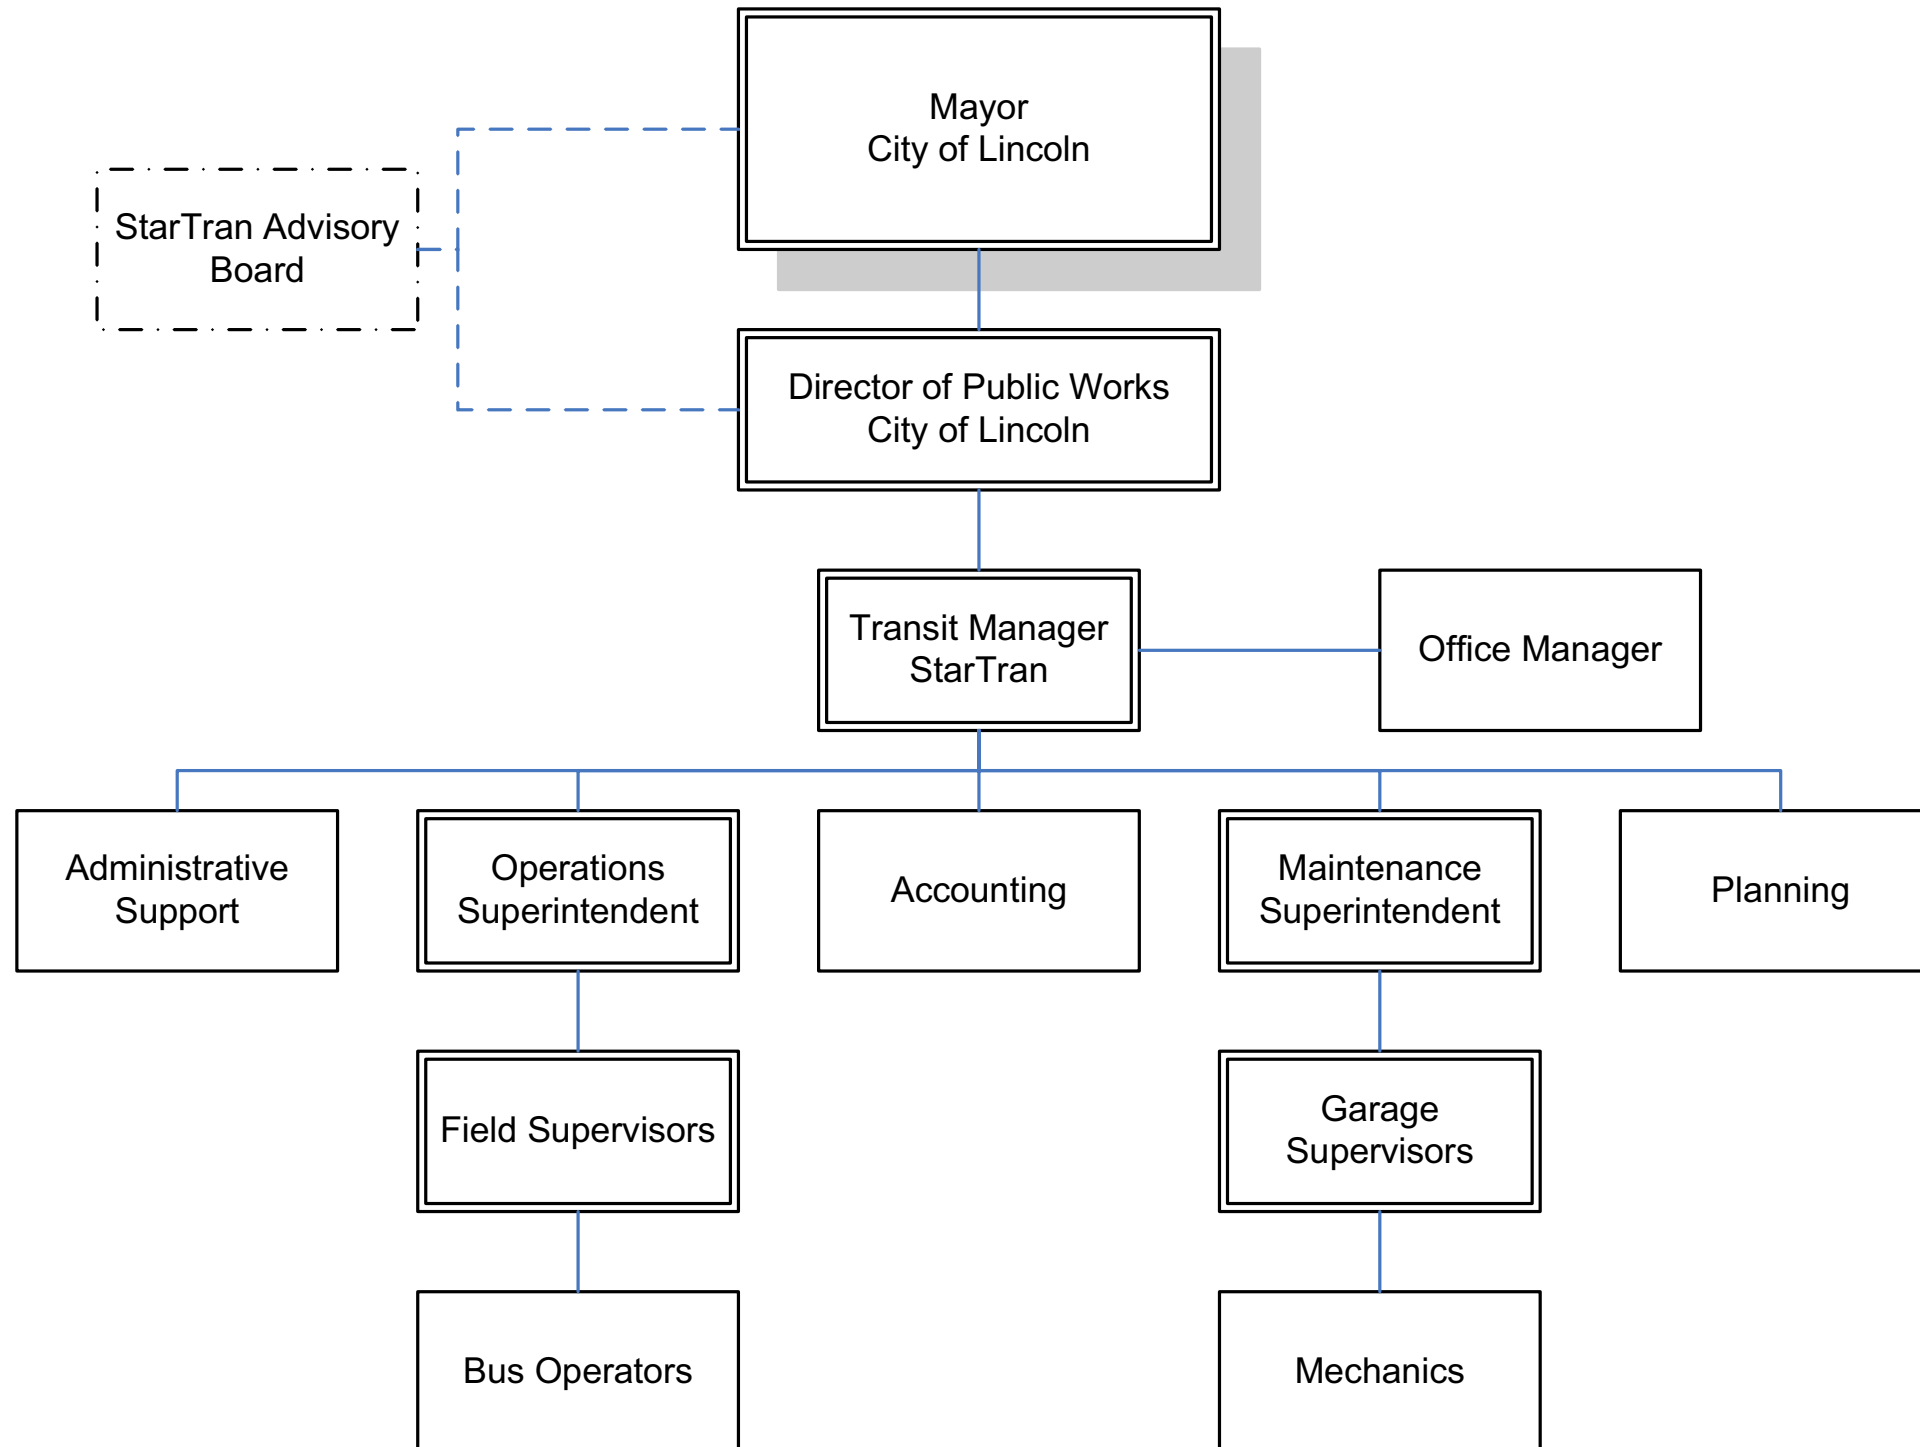 Mayor
City of Lincoln
StarTran Advisory
Board
Director of Public Works
City of Lincoln
Transit Manager
StarTran
Office Manager
Administrative
Support
Operations
Superintendent
Accounting
Maintenance
Superintendent
Planning
Field Supervisors
Garage
Supervisors
Bus Operators
Mechanics